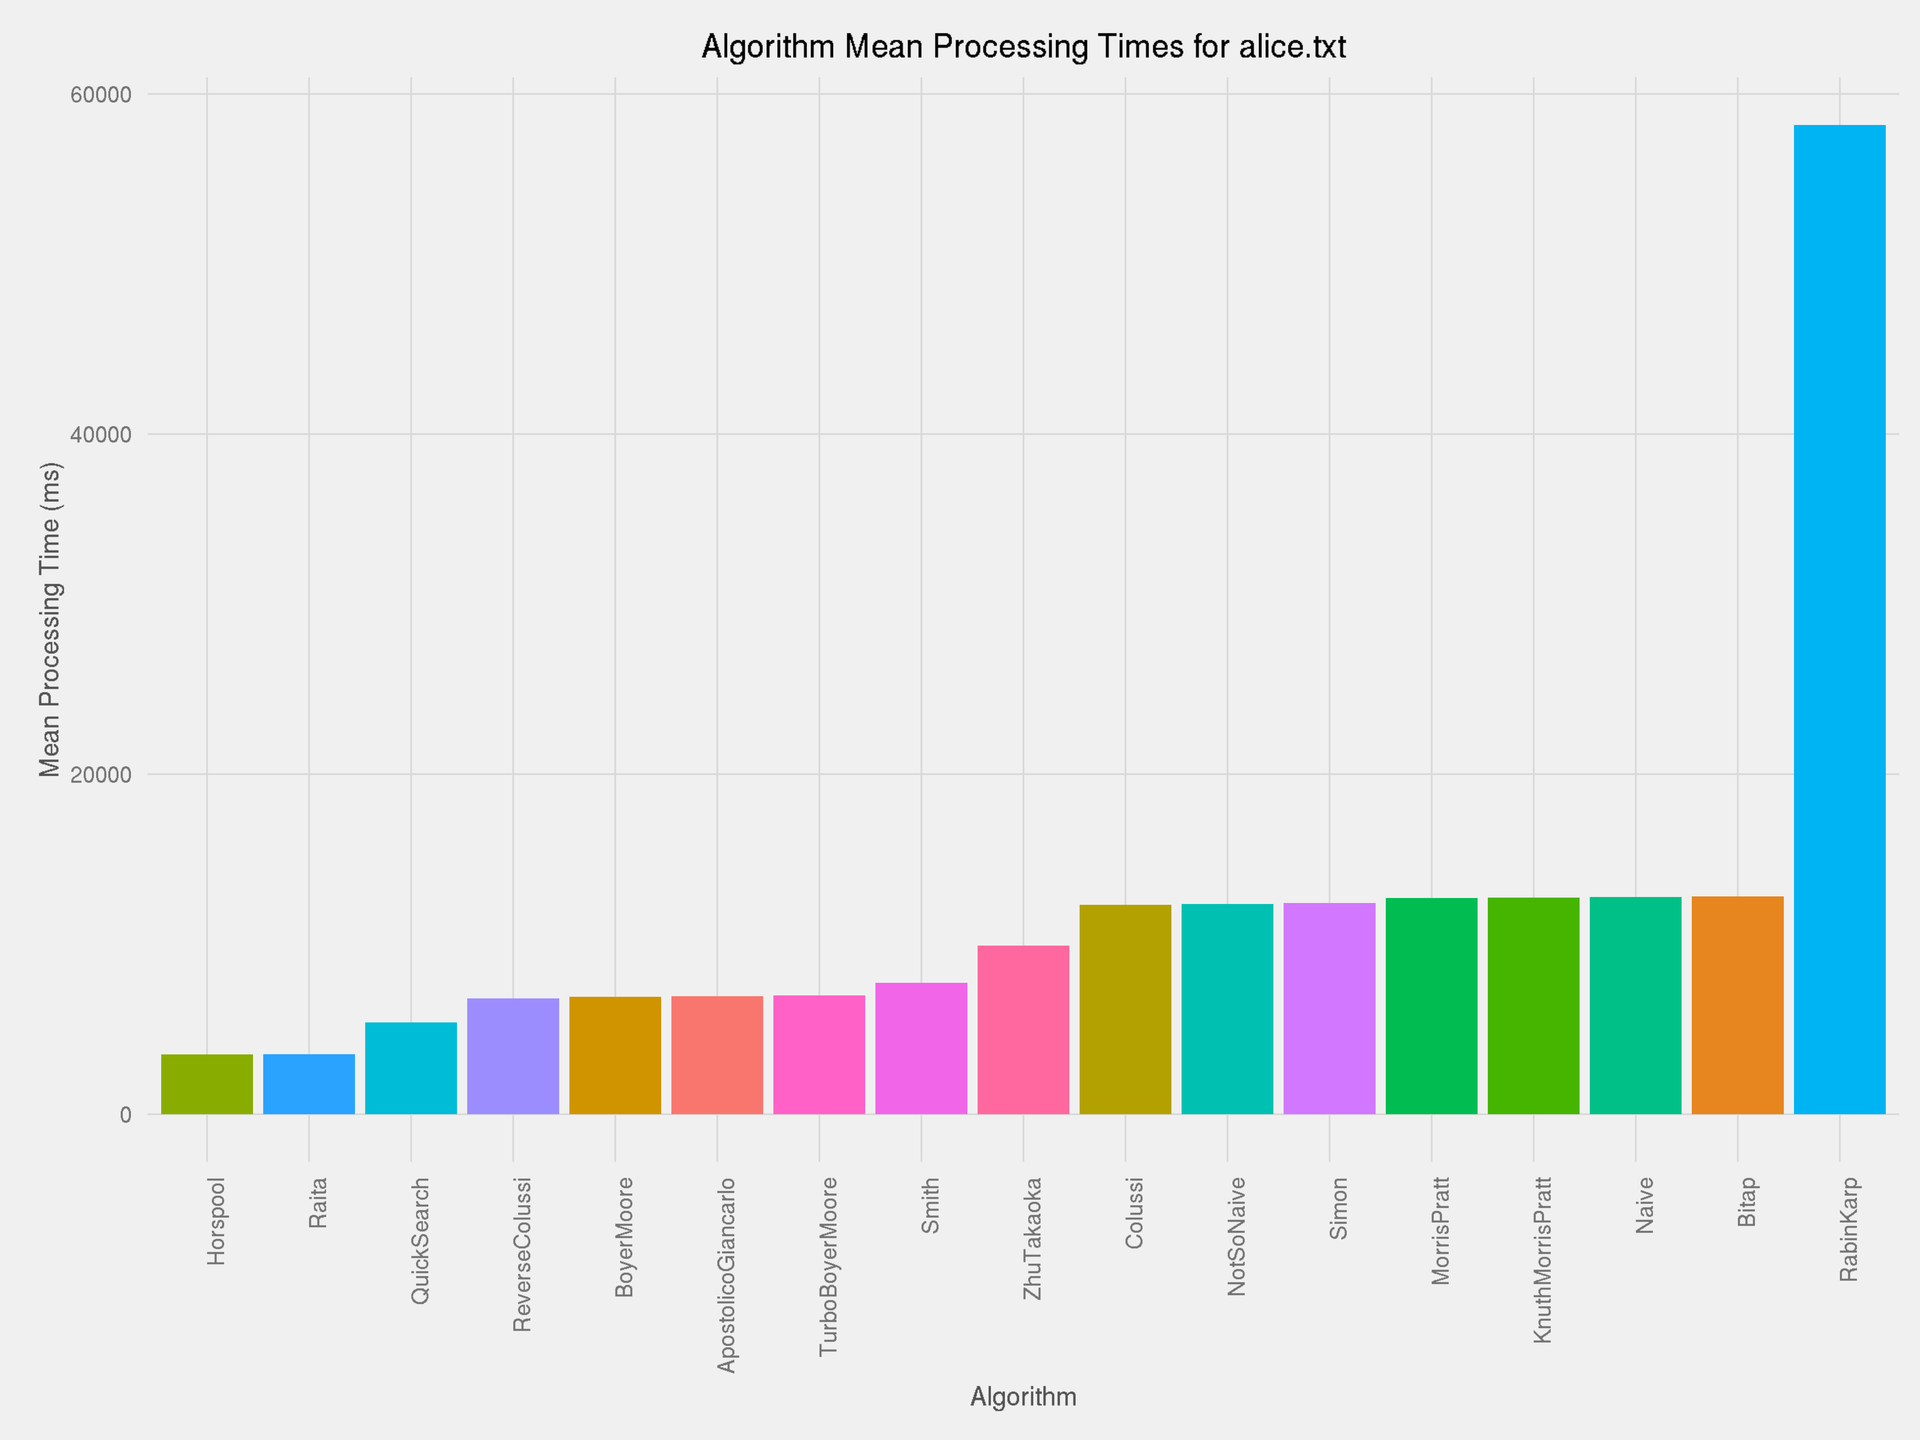 Algorithm Mean Processing Times for alice.txt
Mean Processing Time (ms)
60000
40000
20000
0
Horspool
Raita
QuickSearch
ReverseColussi
BoyerMoore
ApostolicoGiancarlo
TurboBoyerMoore
Smith
ZhuTakaoka
Colussi
NotSoNaive
Simon
MorrisPratt
KnuthMorrisPratt
Naive
Bitap
RabinKarp
Algorithm